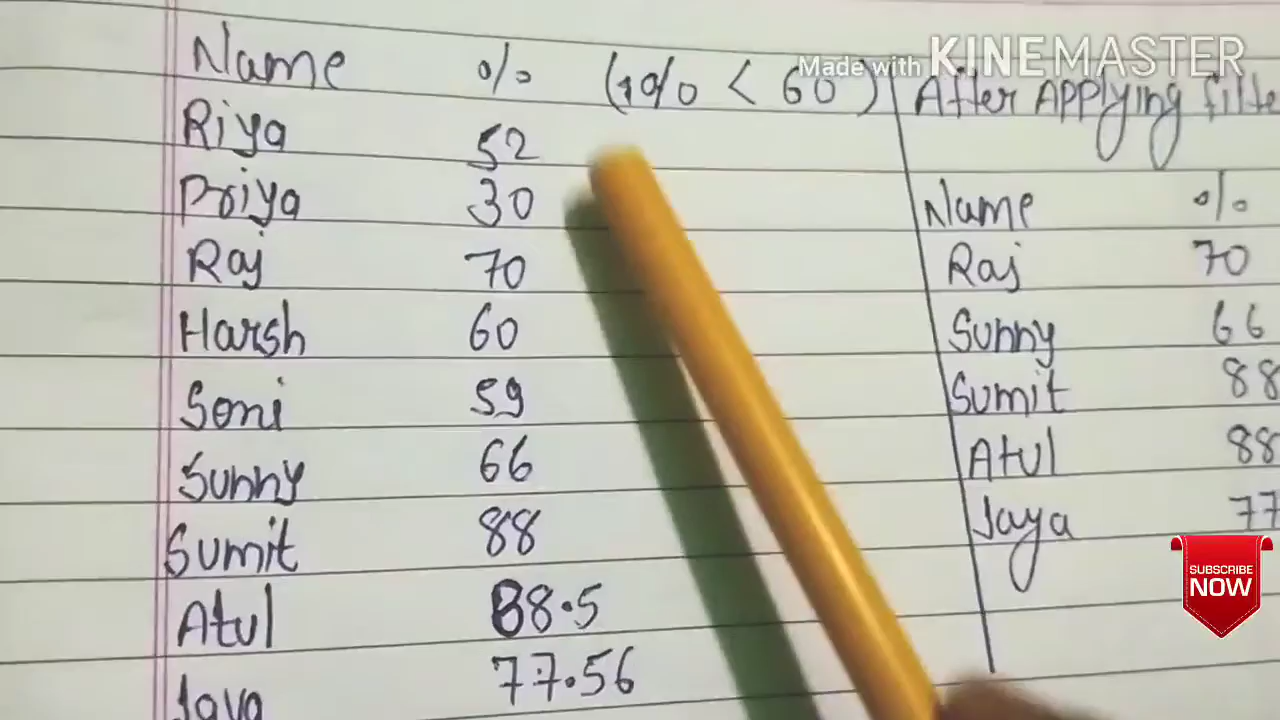 Made with KINEMASTER
Name % (% < 60)
Riya 52
Priya 30
Raj 70
Harsh 60
Soni 59
Sunny 66
Sumit 88
Atul 88.5
Jaya 77.56
After Applying filte
Name %
Raj 70
Sunny 66
Sumit 88
Atul 88
Jaya 77
SUBSCRIBE
NOW